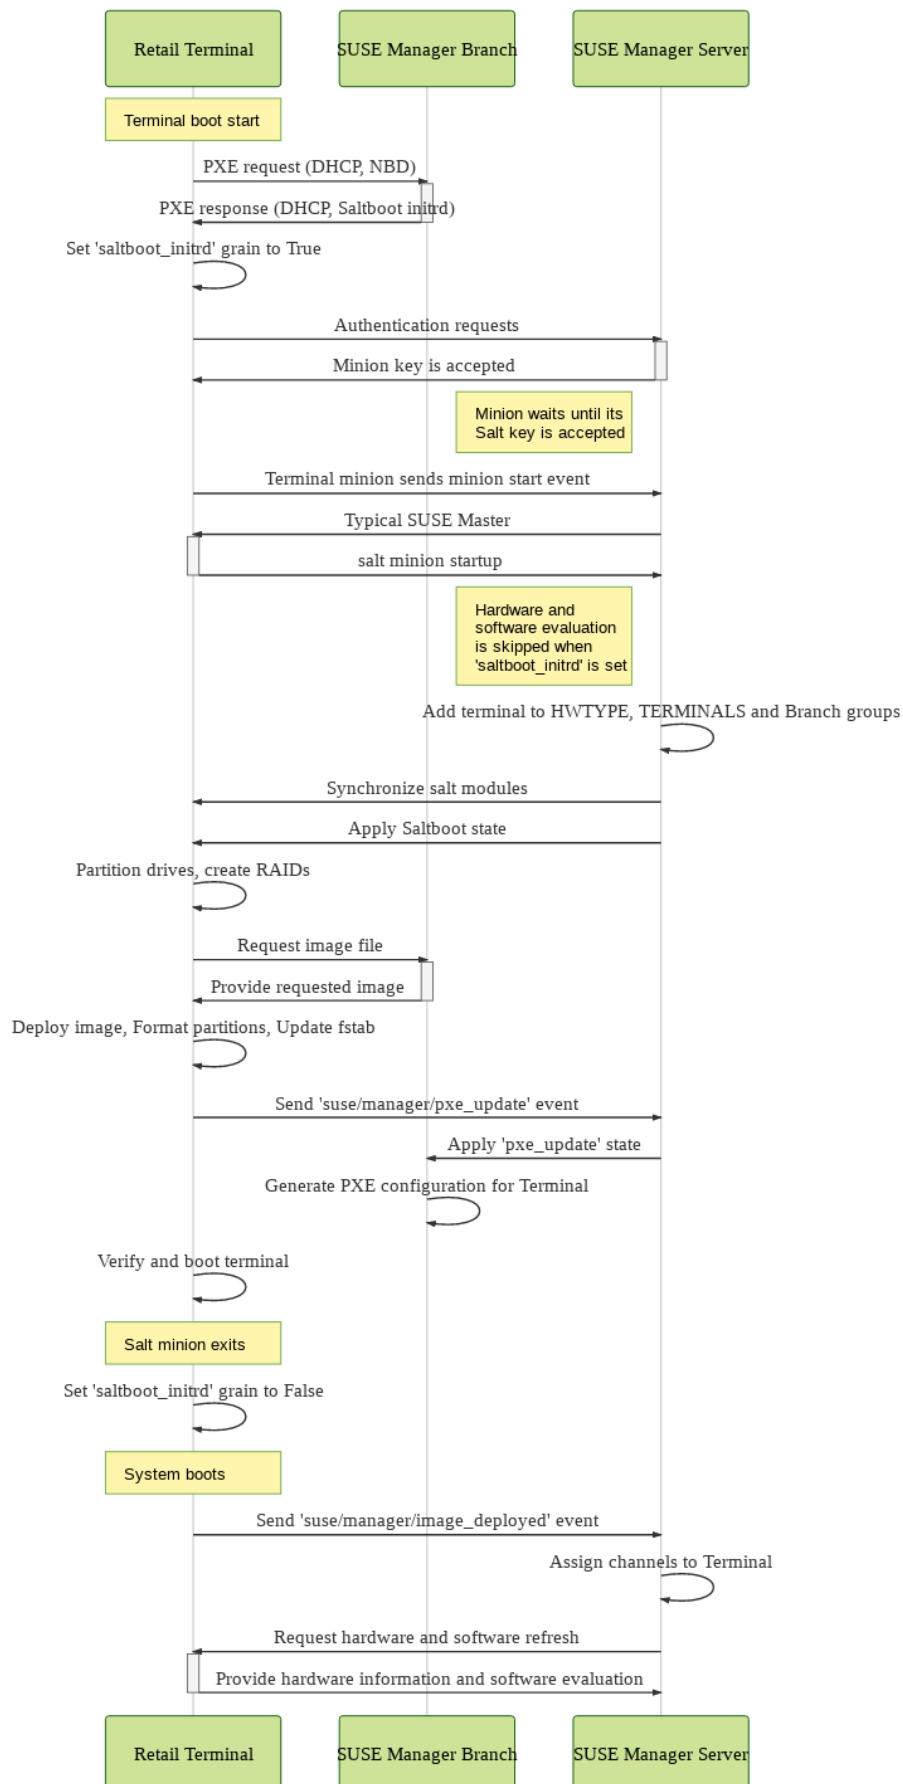 Retail Terminal
SUSE Manager Branch
SUSE Manager Server
Terminal boot start
PXE request (DHCP, NBD)
PXE response (DHCP, Saltboot initrd)
Set 'saltboot_initrd' grain to True
Authentication requests
Minion key is accepted
Minion waits until its
Salt key is accepted
Terminal minion sends minion start event
Typical SUSE Master
salt minion startup
Hardware and
software evaluation
is skipped when
'saltboot_initrd' is set
Add terminal to HWTYPE, TERMINALS and Branch groups
Synchronize salt modules
Apply Saltboot state
Partition drives, create RAIDs
Request image file
Provide requested image
Deploy image, Format partitions, Update fstab
Send 'suse/manager/pxe_update' event
Apply 'pxe_update' state
Generate PXE configuration for Terminal
Verify and boot terminal
Salt minion exits
Set 'saltboot_initrd' grain to False
System boots
Send 'suse/manager/image_deployed' event
Assign channels to Terminal
Request hardware and software refresh
Provide hardware information and software evaluation
Retail Terminal
SUSE Manager Branch
SUSE Manager Server